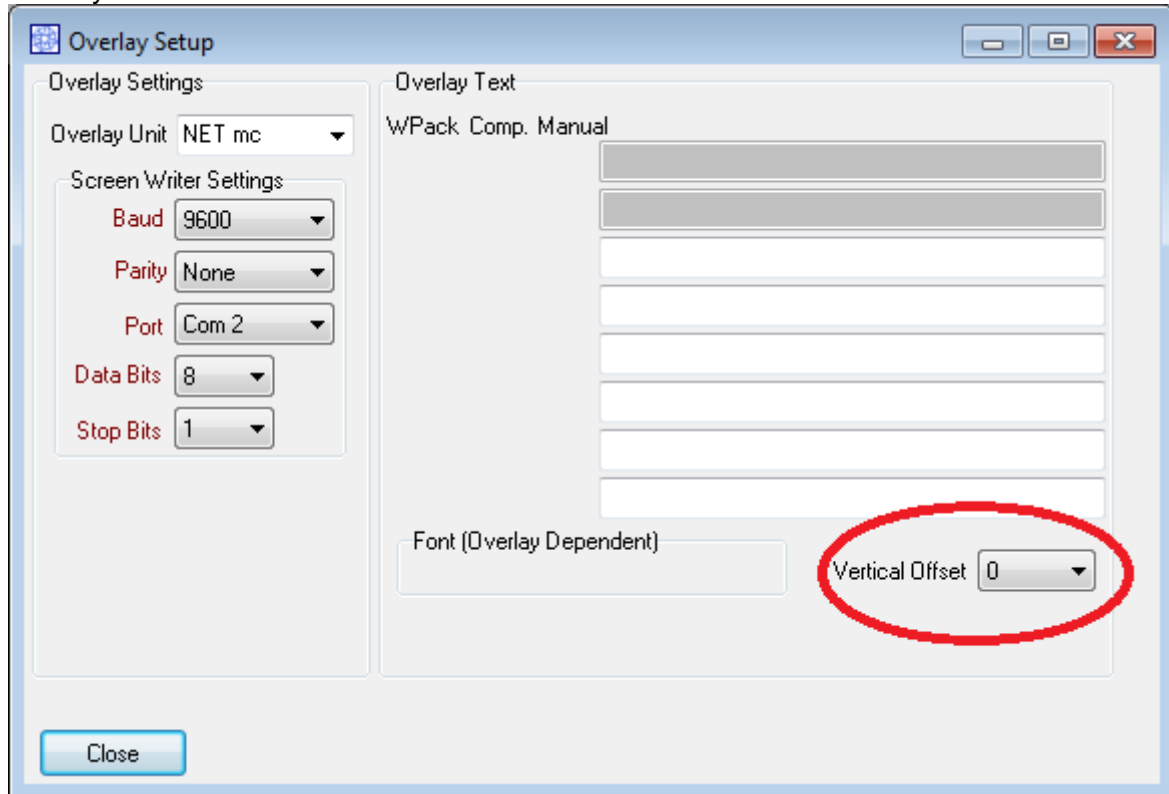 Overlay Setup
Overlay Settings
Overlay Unit NET mc
Screen Writer Settings
Baud 9600
Parity None
Port Com 2
Data Bits 8
Stop Bits 1
Overlay Text
WPack Comp. Manual
Font (Overlay Dependent)
Vertical Offset 0
Close